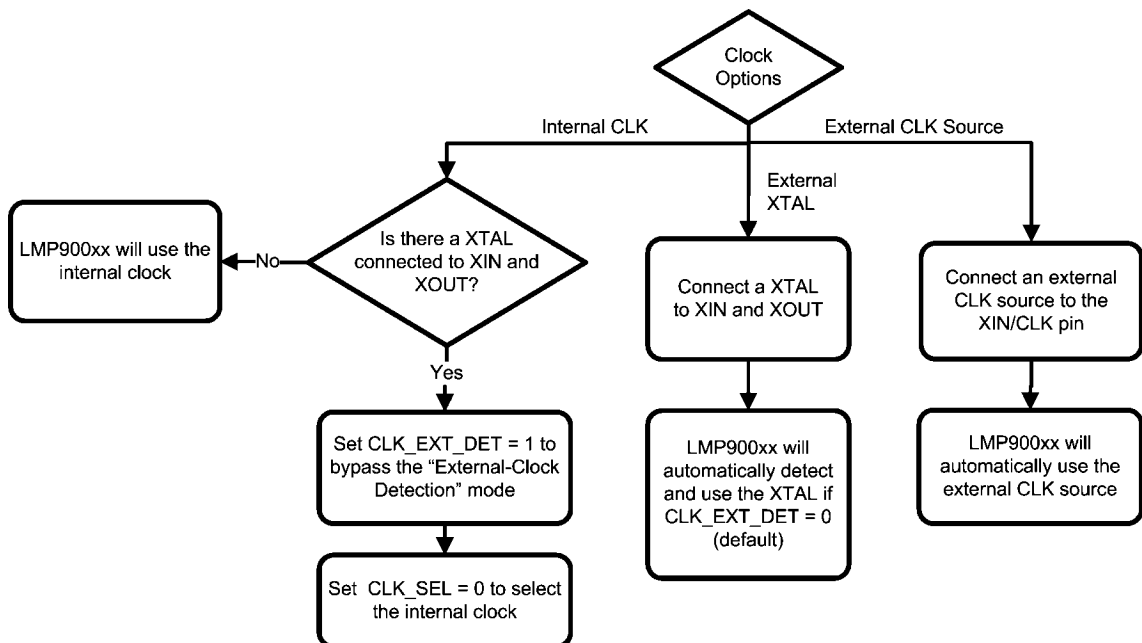 Clock
Options
Internal CLK
External CLK Source
External
XTAL
LMP900xx will use the
internal clock
No
Is there a XTAL
connected to XIN and
XOUT?
Connect a XTAL
to XIN and XOUT
Connect an external
CLK source to the
XIN/CLK pin
Yes
Set CLK_EXT_DET = 1 to
bypass the “External-Clock
Detection” mode
LMP900xx will
automatically detect
and use the XTAL if
CLK_EXT_DET = 0
(default)
LMP900xx will
automatically use the
external CLK source
Set CLK_SEL = 0 to select
the internal clock